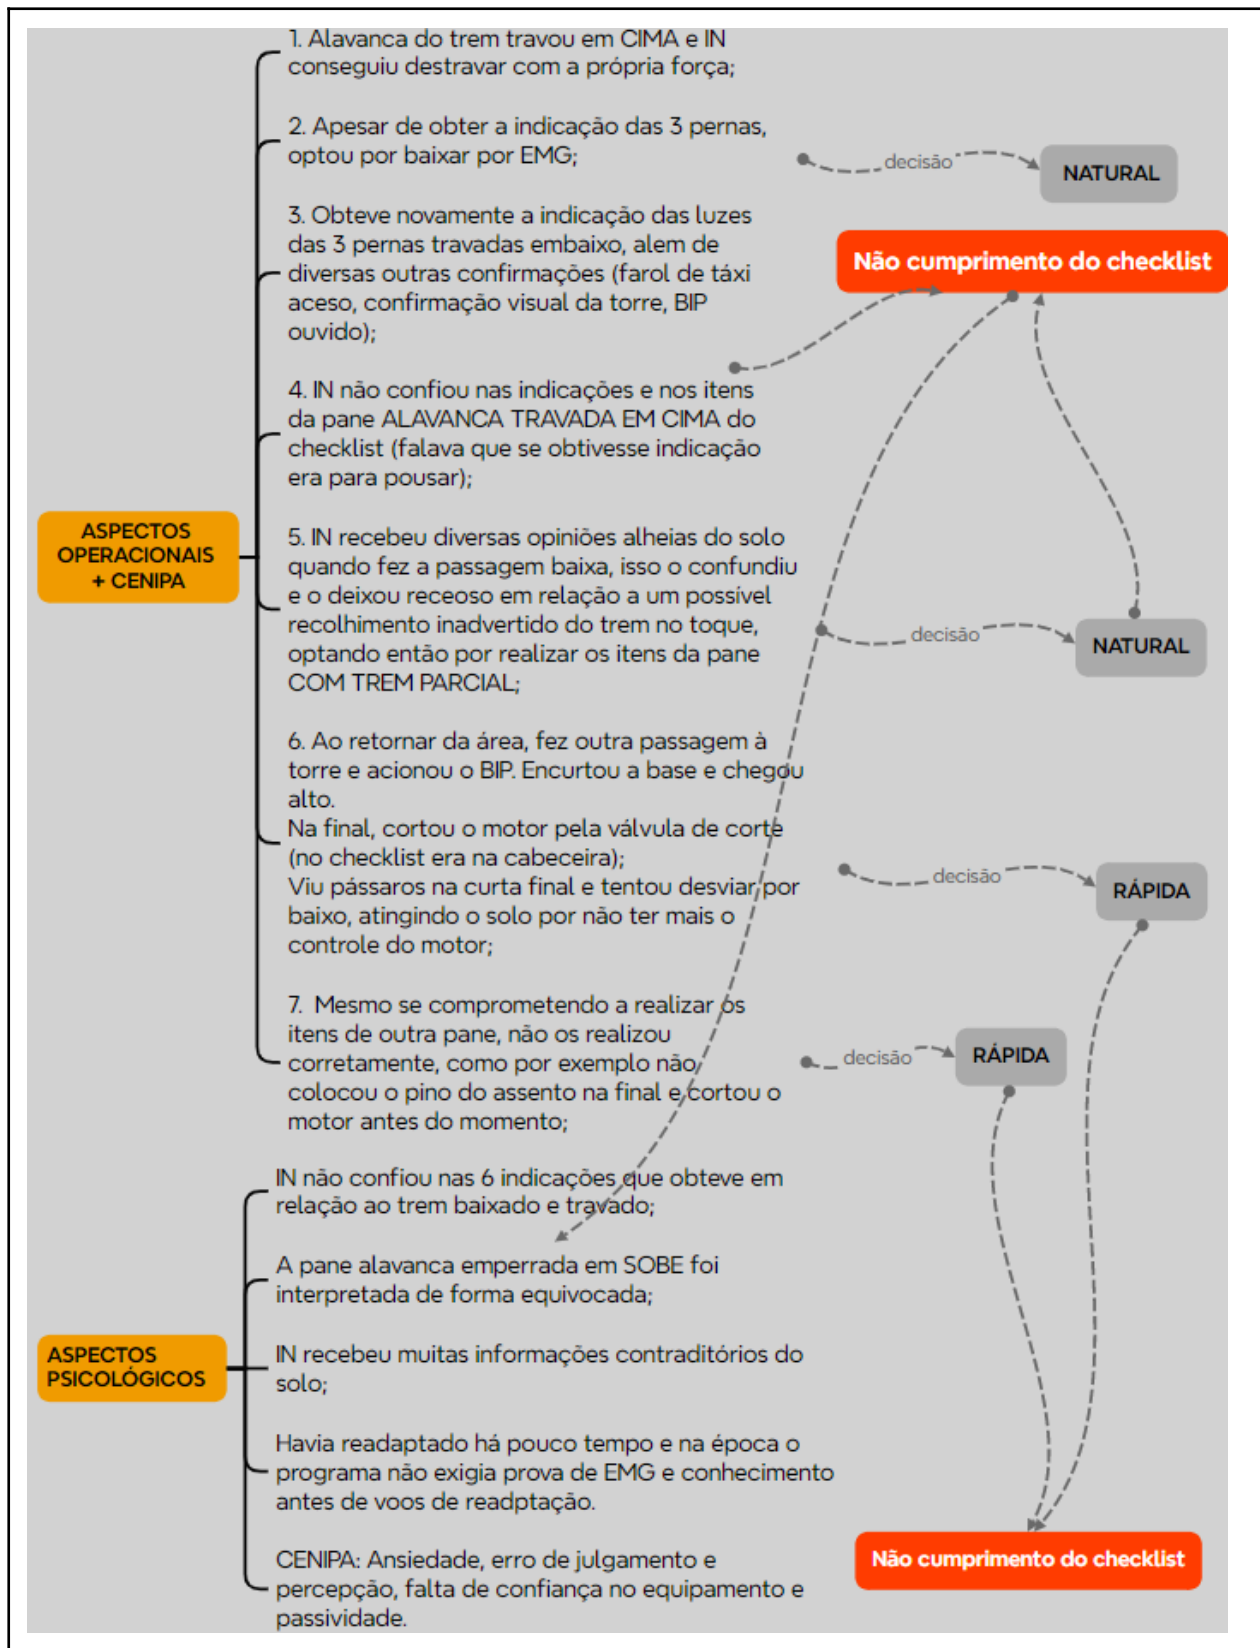 1. Alavanca do trem travou em CIMA e IN
conseguiu destravar com a própria força;
2. Apesar de obter a indicação das 3 pernas,
optou por baixar por EMG;
decisão
NATURAL
3. Obteve novamente a indicação das luzes
das 3 pernas travadas embaixo, alem de
diversas outras confirmações (farol de táxi
aceso, confirmação visual da torre, BIP
ouvido);
Não cumprimento do checklist
4. IN não confiou nas indicações e nos itens
da pane ALAVANCA TRAVADA EM CIMA do
checklist (falava que se obtivesse indicação
era para pousar);
ASPECTOS
OPERACIONAIS
+ CENIPA
5. IN recebeu diversas opiniões alheias do solo
quando fez a passagem baixa, isso o confundiu
e o deixou receoso em relação a um possível
recolhimento inadvertido do trem no toque,
optando então por realizar os itens da pane
COM TREM PARCIAL;
decisão
NATURAL
6. Ao retornar da área, fez outra passagem à
torre e acionou o BIP. Encurtou a base e chegou
alto.
Na final, cortou o motor pela válvula de corte
(no checklist era na cabeceira);
Viu pássaros na curta final e tentou desviar por
baixo, atingindo o solo por não ter mais o
controle do motor;
decisão
RÁPIDA
7. Mesmo se comprometendo a realizar os
itens de outra pane, não os realizou
corretamente, como por exemplo não
colocou o pino do assento na final e cortou o
motor antes do momento;
decisão
RÁPIDA
IN não confiou nas 6 indicações que obteve em
relação ao trem baixado e travado;
A pane alavanca emperrada em SOBE foi
interpretada de forma equivocada;
ASPECTOS
PSICOLÓGICOS
IN recebeu muitas informações contraditórios do
solo;
Havia readaptado há pouco tempo e na época o
programa não exigia prova de EMG e conhecimento
antes de voos de readptação.
CENIPA: Ansiedade, erro de julgamento e
percepção, falta de confiança no equipamento e
passividade.
Não cumprimento do checklist